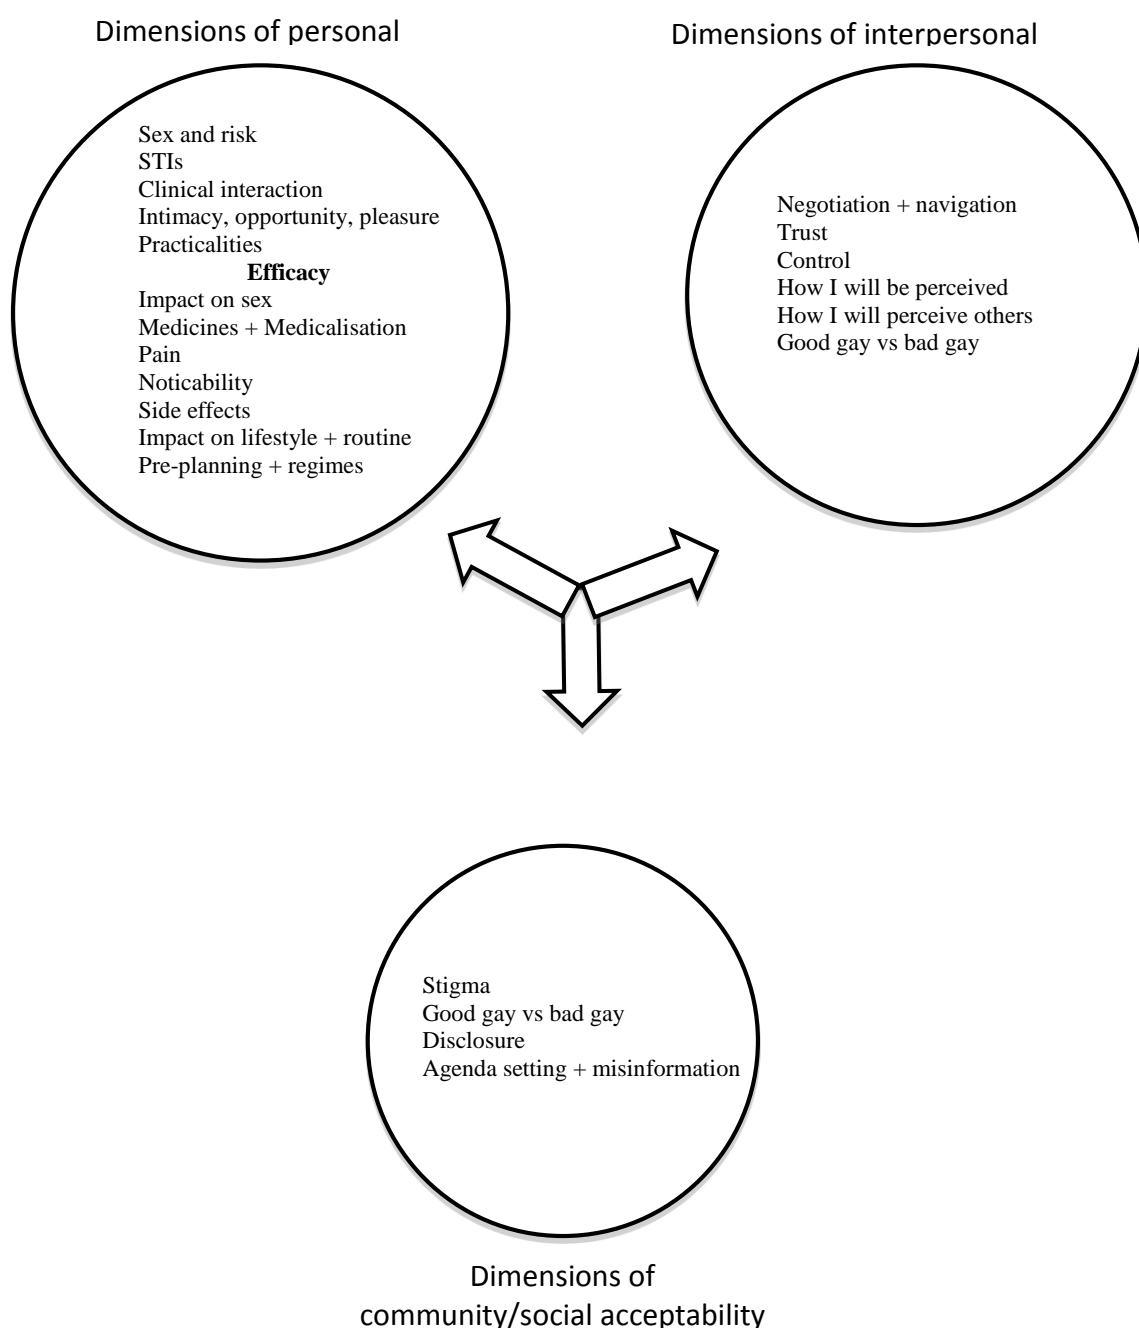 Dimensions of personal
Dimensions of interpersonal
Sex and risk
STIs
Clinical interaction
Intimacy, opportunity, pleasure
Practicalities
Efficacy
Impact on sex
Medicines + Medicalisation
Pain
Noticability
Side effects
Impact on lifestyle + routine
Pre-planning + regimes
Negotiation + navigation
Trust
Control
How I will be perceived
How I will perceive others
Good gay vs bad gay
Stigma
Good gay vs bad gay
Disclosure
Agenda setting + misinformation
Dimensions of
community/social acceptability